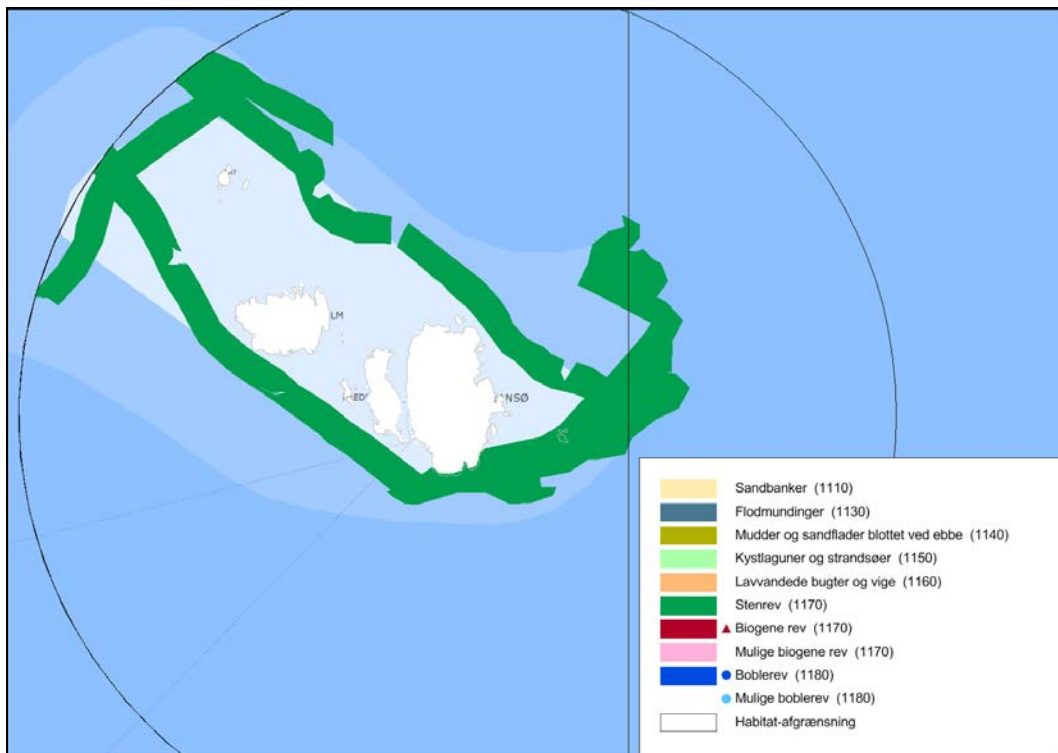 LM
ANSØ
Sandbanker (1110)
Flodmundinger (1130)
Mudder og sandflader blottet ved ebbe (1140)
Kystlaguner og strandsøer (1150)
Lavvandede bugter og vige (1160)
Stenrev (1170)
Biogene rev (1170)
Mulige biogene rev (1170)
Boblerev (1180)
Mulige boblerev (1180)
Habitat-afgrænsning